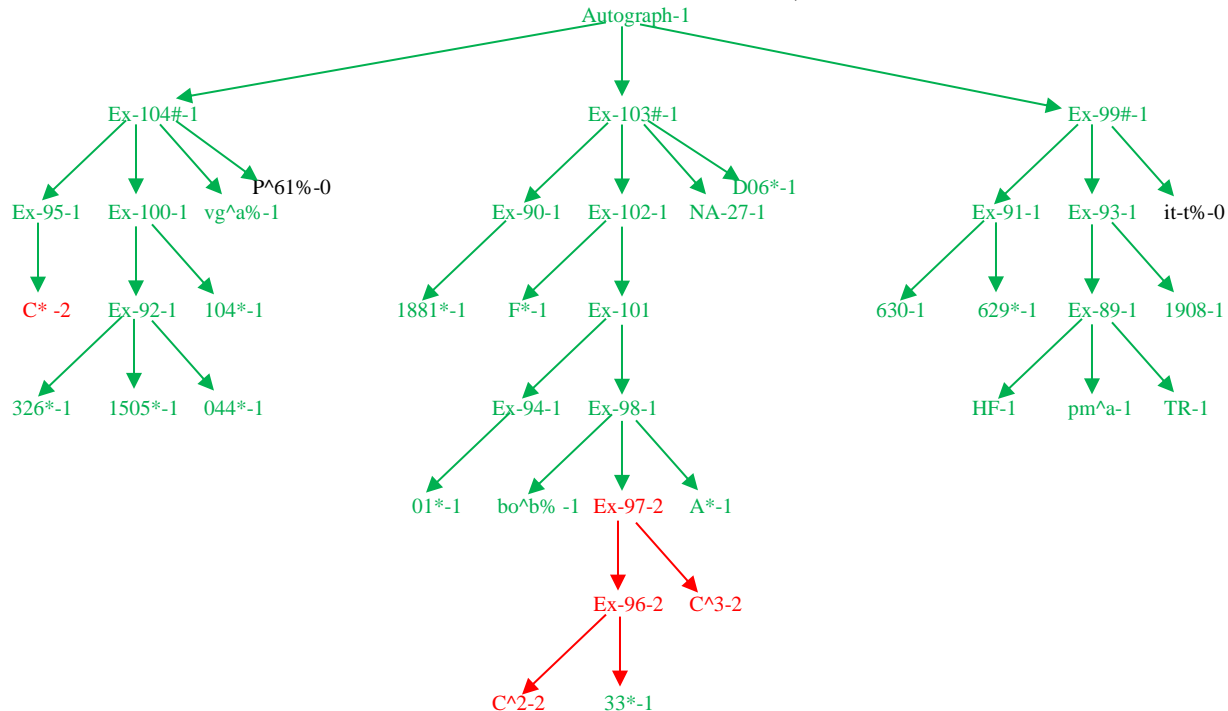 Autograph-1
Ex-104#-1 Ex-103#-1 Ex-99#-1
P^61%-0 D06*-1
Ex-95-1 Ex-100-1 vg^a%-1 Ex-90-1 Ex-102-1 NA-27-1 Ex-91-1 Ex-93-1 it-t%-0
C* -2 Ex-92-1 104*-1 1881*-1 F*-1 Ex-101 630-1 629*-1 Ex-89-1 1908-1
326*-1 1505*-1 044*-1 Ex-94-1 Ex-98-1 HF-1 pm^a-1 TR-1
01*-1 bo^b% -1 Ex-97-2 A*-1
Ex-96-2 C^3-2
C^2-2 33*-1